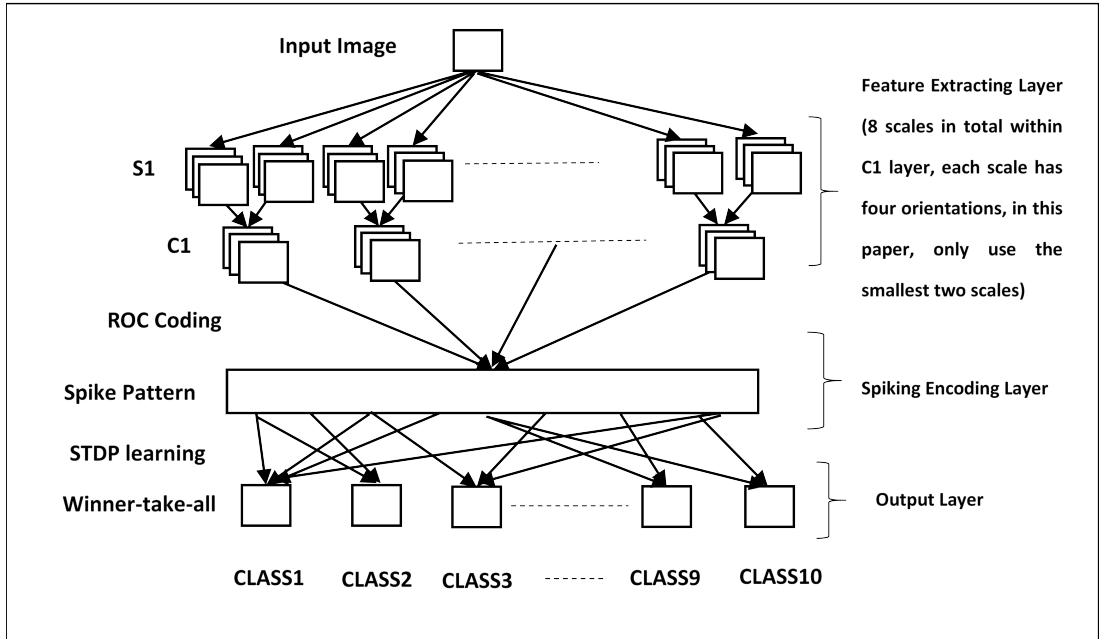 Input Image
Feature Extracting Layer
(8 scales in total within
C1 layer, each scale has
four orientations, in this
paper, only use the
smallest two scales)
S1
C1
ROC Coding
Spike Pattern
Spiking Encoding Layer
STDP learning
Winner-take-all
Output Layer
CLASS1 CLASS2 CLASS3 CLASS9 CLASS10